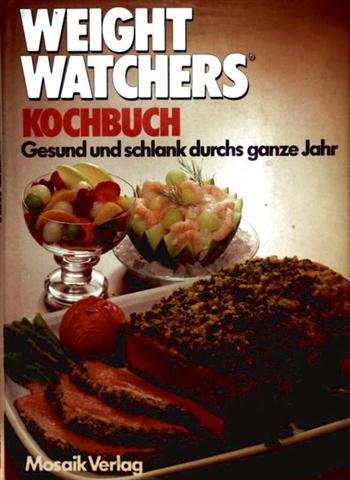 WEIGHT
WATCHERS®
KOCHBUCH
Gesund und schlank durchs ganze Jahr
Mosaik Verlag